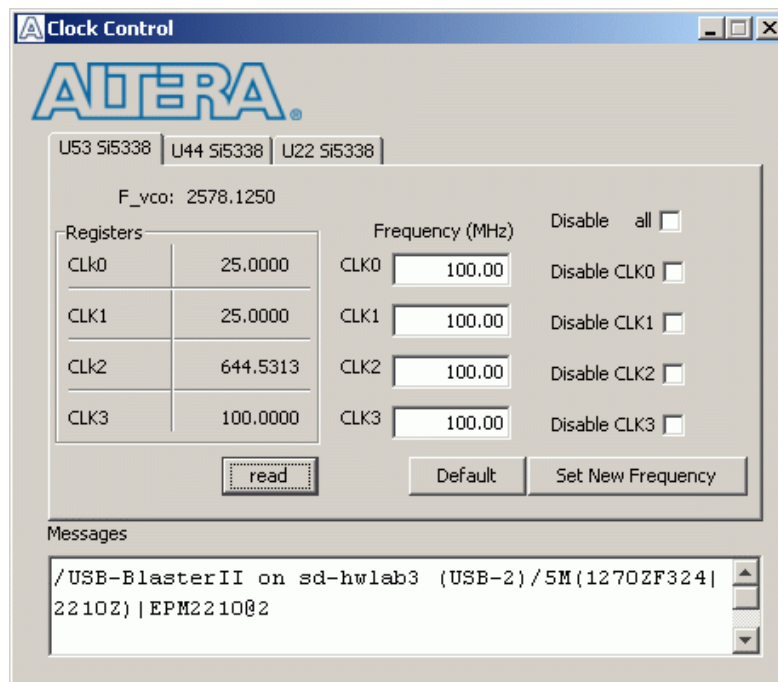 Clock Control
ALTERA®
U53 Si5338 U44 Si5338 U22 Si5338
F_vco: 2578.1250
Registers
CLk0 25.0000
CLK1 25.0000
CLk2 644.5313
CLK3 100.0000
read
Frequency (MHz)
CLK0 100.00
CLK1 100.00
CLK2 100.00
CLK3 100.00
Disable all
Disable CLK0
Disable CLK1
Disable CLK2
Disable CLK3
Default Set New Frequency
Messages
/USB-BlasterII on sd-hwlab3 (USB-2)/5M(1270ZF324|
2210Z)|EPM2210@2